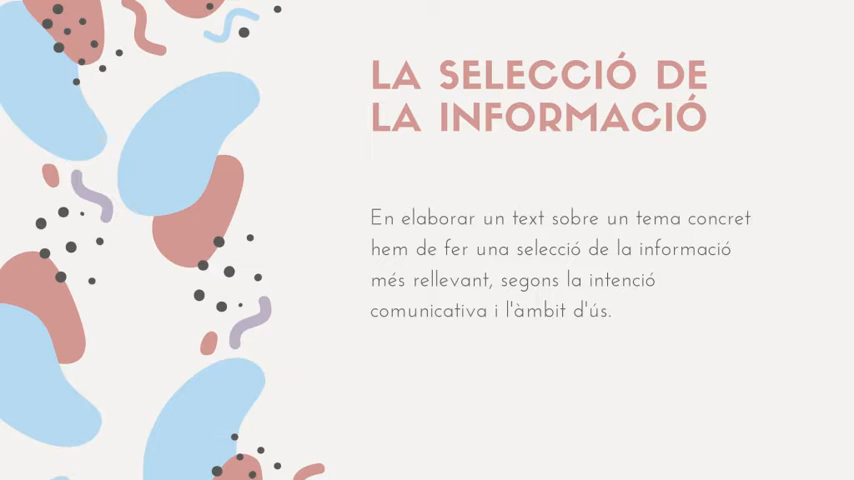 LA SELECCIÓ DE
LA INFORMACIÓ
En elaborar un text sobre un tema concret
hem de fer una selecció de la informació
més rellevant, segons la intenció
comunicativa i l'àmbit d'ús.